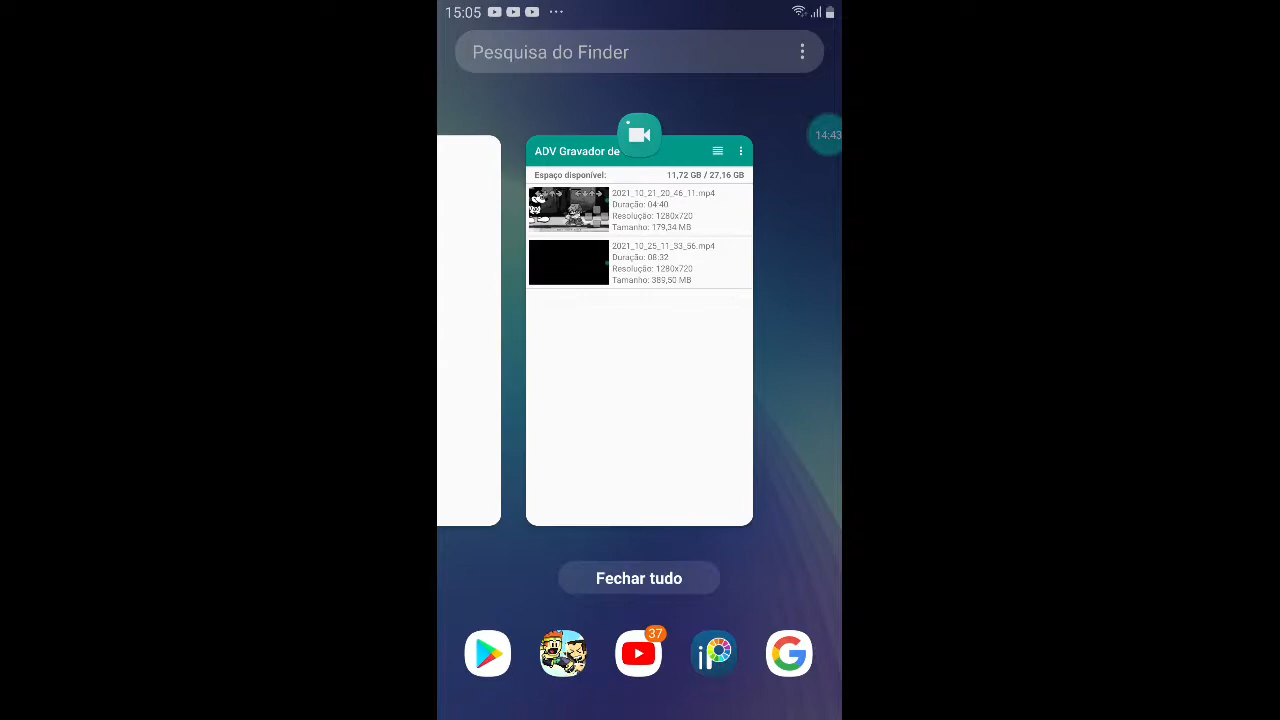 15:05
Pesquisa do Finder
14:43
ADV Gravador de
Espaço disponível: 11,72 GB / 27,16 GB
2021_10_21_20_46_11.mp4
Duração: 04:40
Resolução: 1280x720
Tamanho: 179,34 MB
2021_10_25_11_33_56.mp4
Duração: 08:32
Resolução: 1280x720
Tamanho: 389,50 MB
Fechar tudo
37
iP
G